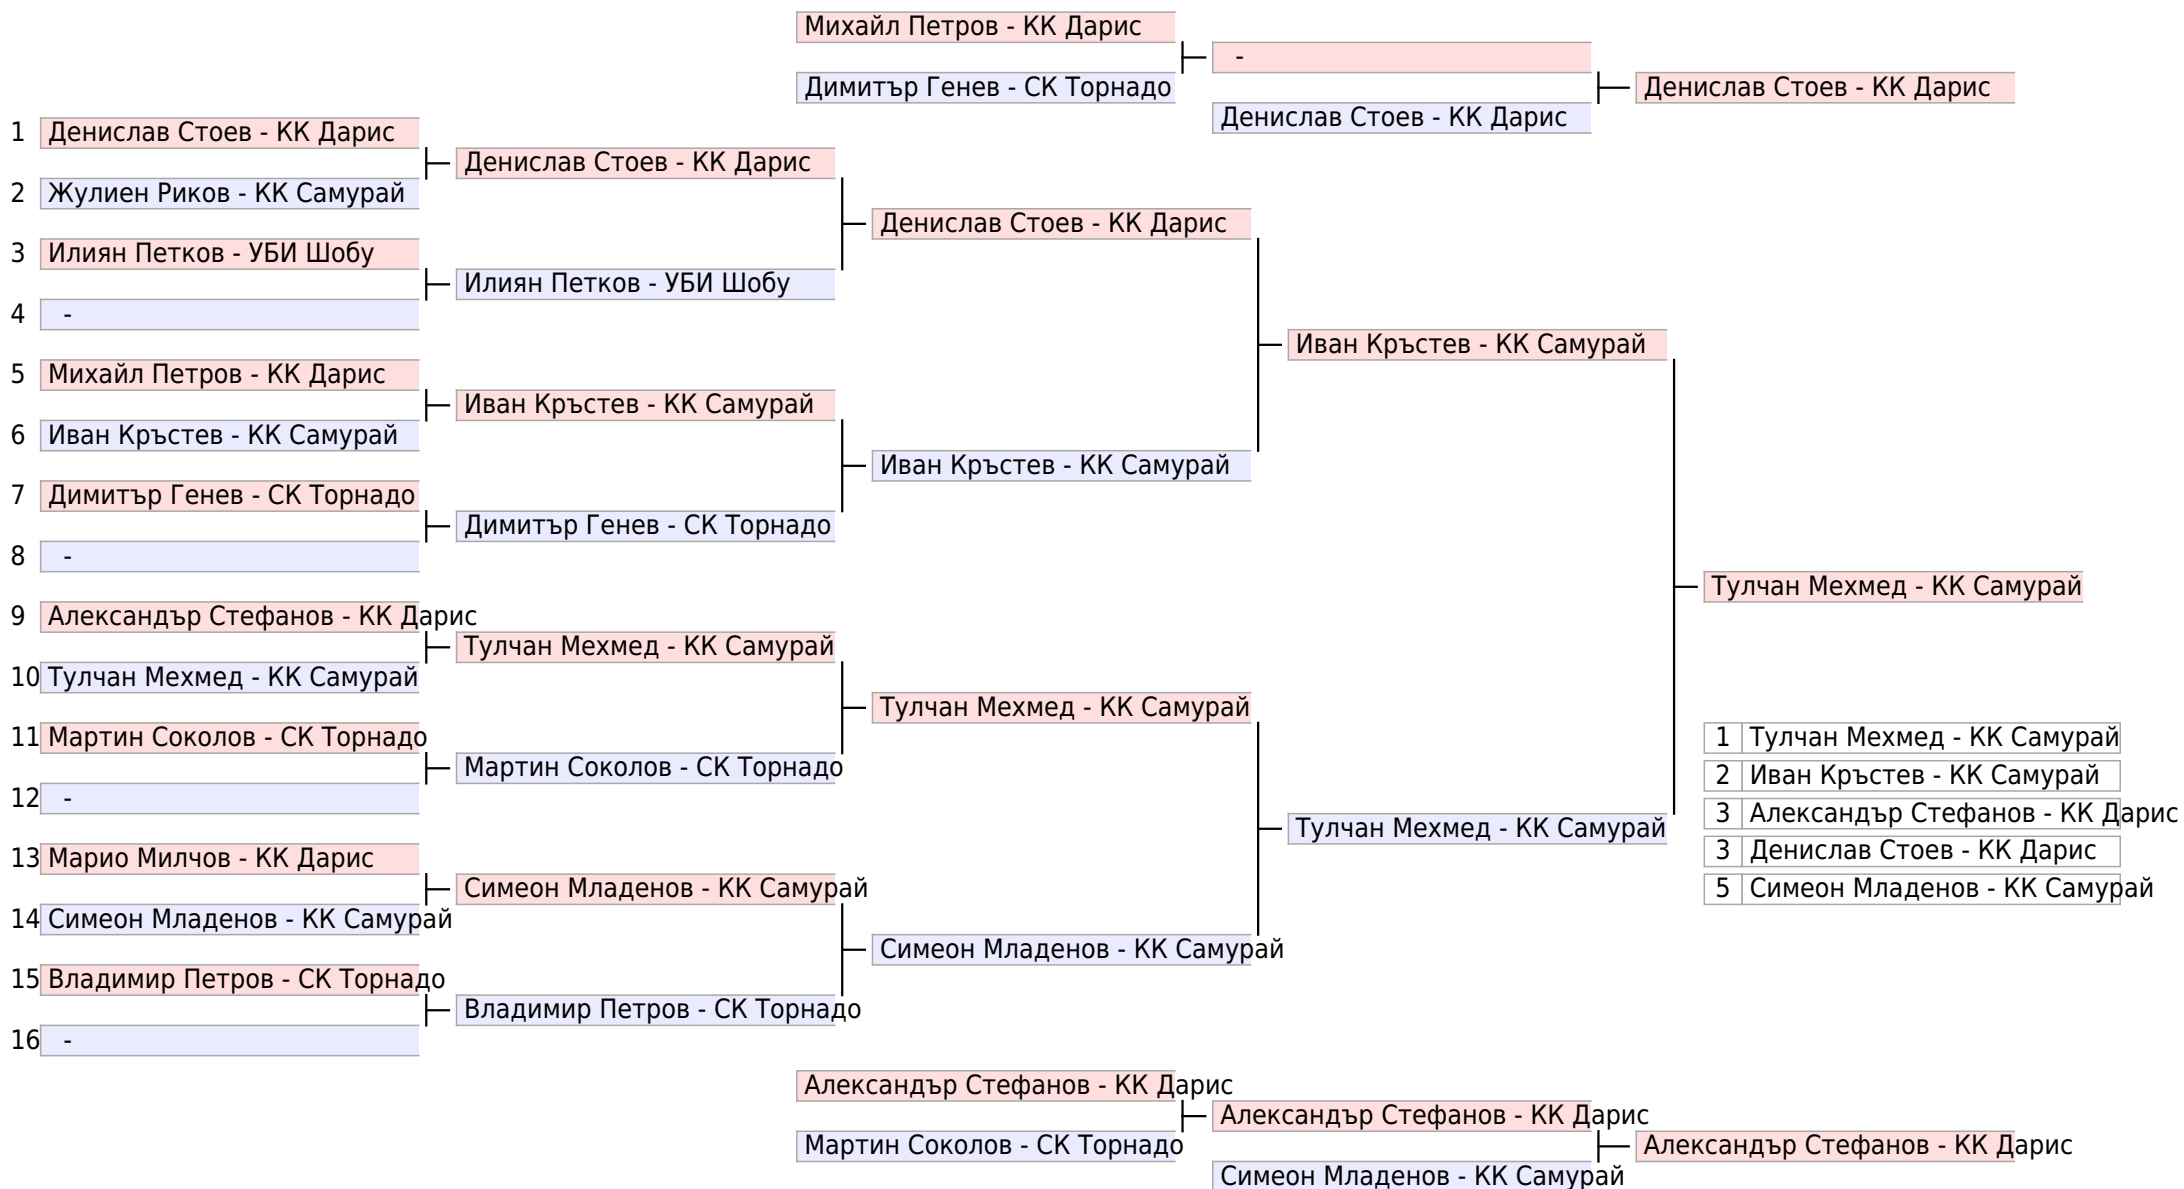 Михайл Петров - КК Дарис
-
Димитър Генев - СК Торнадо
Денислав Стоев - КК Дарис
Денислав Стоев - КК Дарис
1 Денислав Стоев - КК Дарис
Денислав Стоев - КК Дарис
2 Жулиен Риков - КК Самурай
Денислав Стоев - КК Дарис
3 Илиян Петков - УБИ Шобу
Илиян Петков - УБИ Шобу
4 -
Иван Кръстев - КК Самурай
5 Михайл Петров - КК Дарис
Иван Кръстев - КК Самурай
6 Иван Кръстев - КК Самурай
Иван Кръстев - КК Самурай
7 Димитър Генев - СК Торнадо
Димитър Генев - СК Торнадо
8 -
Тулчан Мехмед - КК Самурай
9 Александър Стефанов - КК Дарис
Тулчан Мехмед - КК Самурай
10 Тулчан Мехмед - КК Самурай
Тулчан Мехмед - КК Самурай
11 Мартин Соколов - СК Торнадо
Мартин Соколов - СК Торнадо
12 -
Тулчан Мехмед - КК Самурай
13 Марио Милчов - КК Дарис
Симеон Младенов - КК Самурай
14 Симеон Младенов - КК Самурай
Симеон Младенов - КК Самурай
15 Владимир Петров - СК Торнадо
Владимир Петров - СК Торнадо
16 -
1 Тулчан Мехмед - КК Самурай
2 Иван Кръстев - КК Самурай
3 Александър Стефанов - КК Дарис
3 Денислав Стоев - КК Дарис
5 Симеон Младенов - КК Самурай
Александър Стефанов - КК Дарис
Александър Стефанов - КК Дарис
Мартин Соколов - СК Торнадо
Александър Стефанов - КК Дарис
Симеон Младенов - КК Самурай